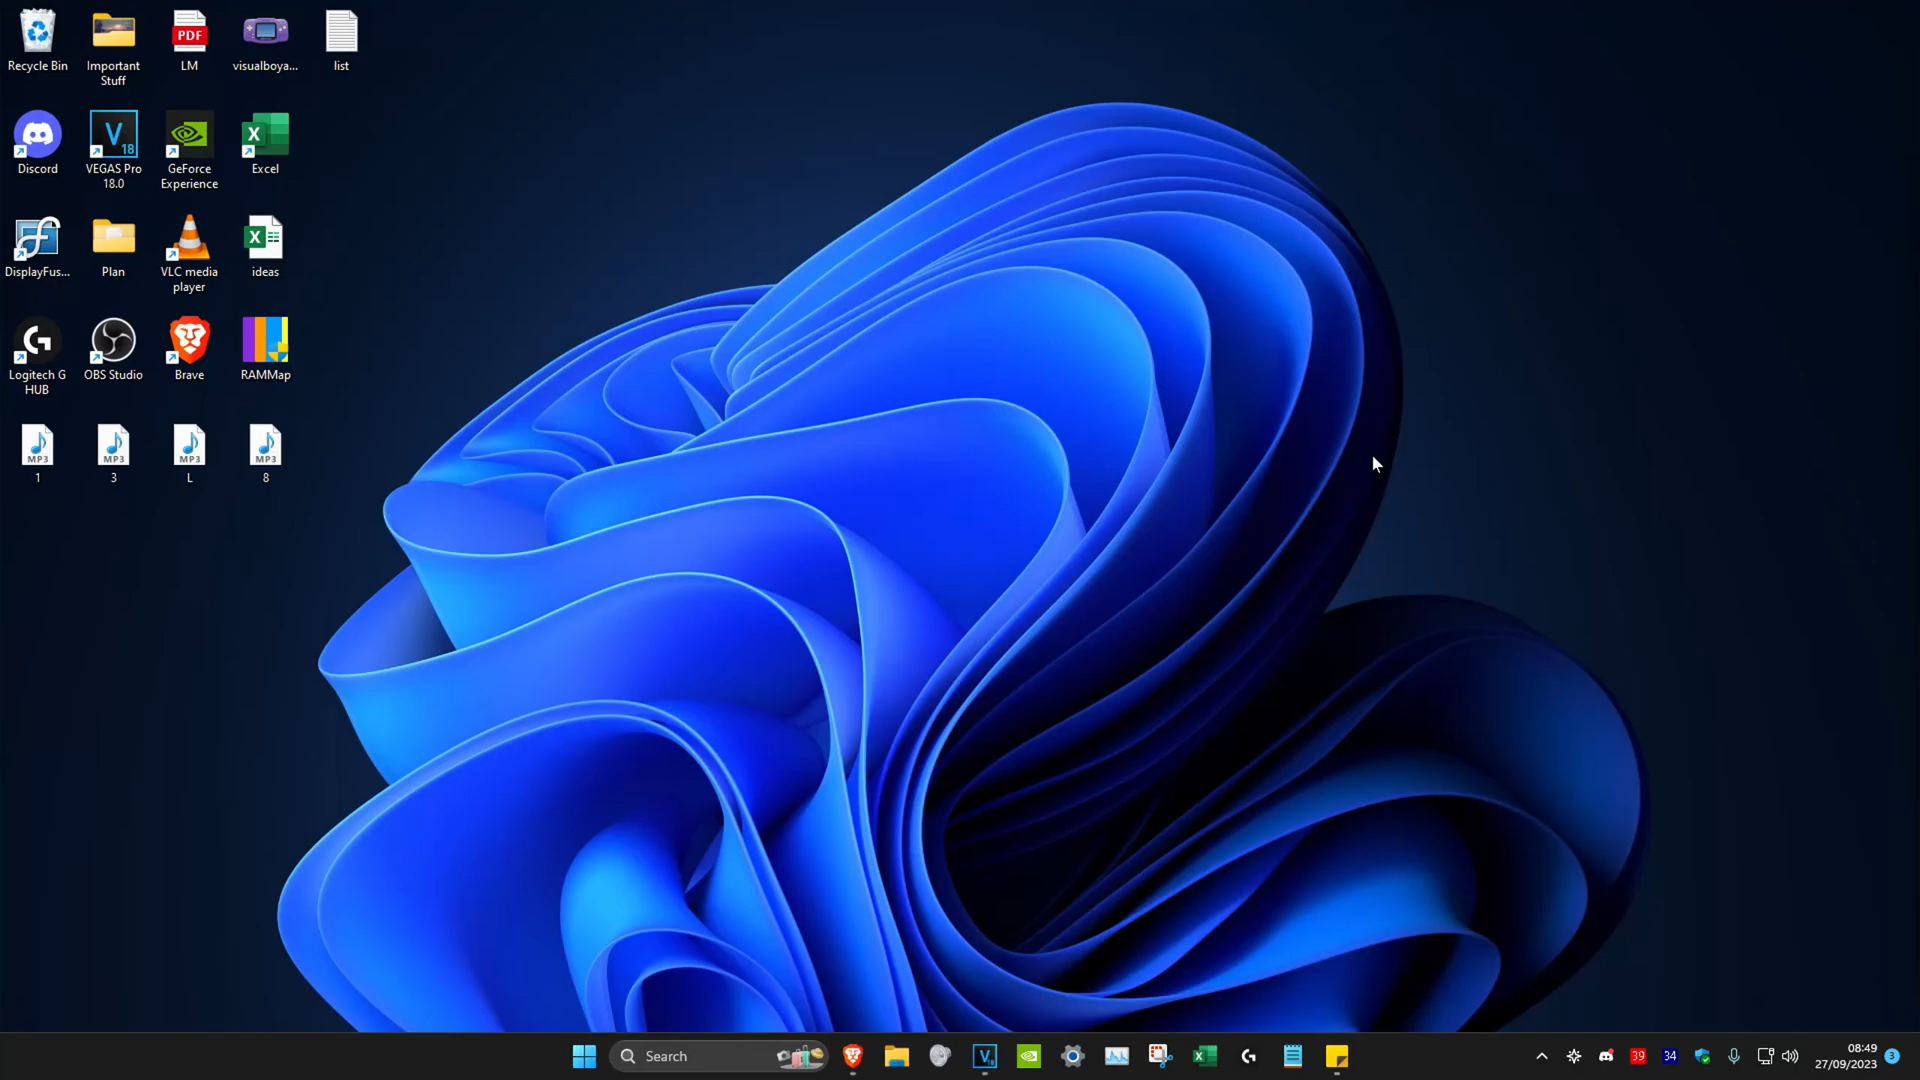 Recycle Bin
Important
Stuff
LM
visualboya...
list
PDF
Discord
VEGAS Pro
18.0
GeForce
Experience
Excel
V
18
X
DisplayFus...
Plan
VLC media
player
ideas
X
Logitech G
HUB
OBS Studio
Brave
RAMMap
MP3
MP3
MP3
MP3
1
3
L
8
Search
39
34
08:49
27/09/2023
3